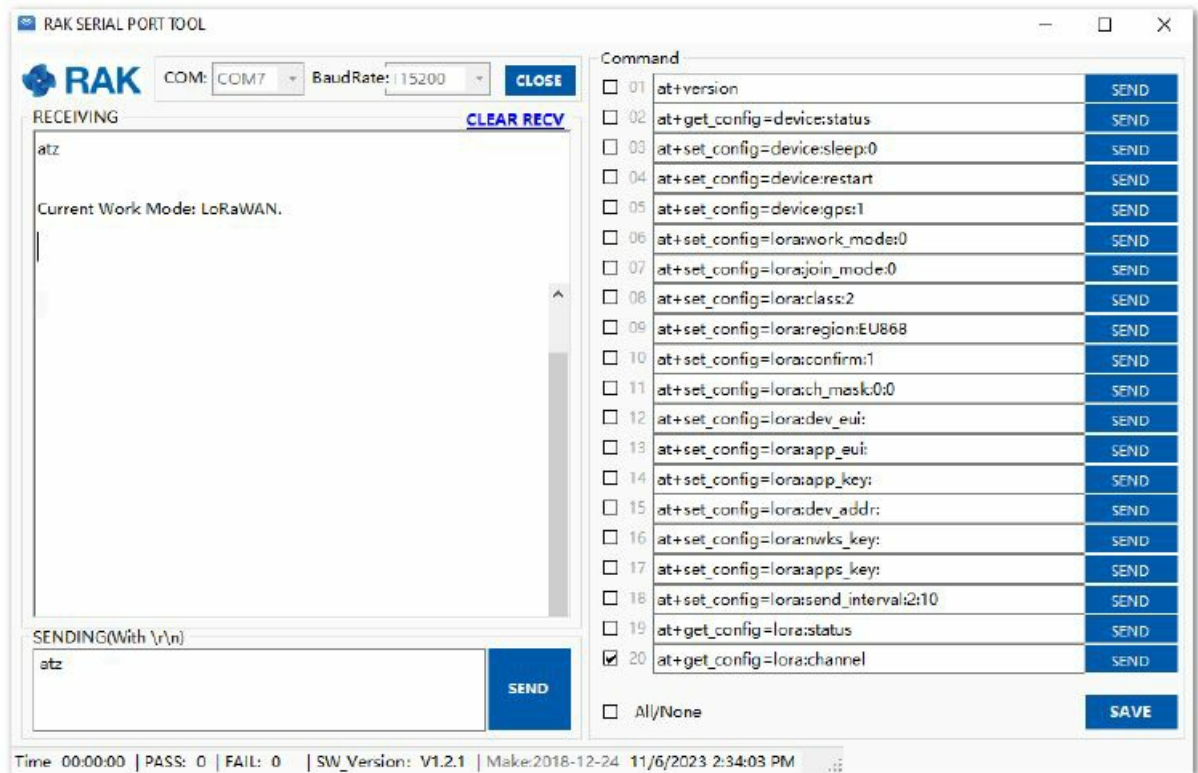 RAK SERIAL PORT TOOL
RAK
COM: COM7 BaudRate: 115200 CLOSE
RECEIVING CLEAR RECV
atz
Current Work Mode: LoRaWAN.
SENDING(With \r\n)
atz
SEND
Command
01 at+version SEND
02 at+get_config=device:status SEND
03 at+set_config=device:sleep:0 SEND
04 at+set_config=device:restart SEND
05 at+set_config=device:gps:1 SEND
06 at+set_config=lora:work_mode:0 SEND
07 at+set_config=lora:join_mode:0 SEND
08 at+set_config=lora:class:2 SEND
09 at+set_config=lora:region:EU868 SEND
10 at+set_config=lora:confirm:1 SEND
11 at+set_config=lora:ch_mask:0:0 SEND
12 at+set_config=lora:dev_eui: SEND
13 at+set_config=lora:app_eui: SEND
14 at+set_config=lora:app_key: SEND
15 at+set_config=lora:dev_addr: SEND
16 at+set_config=lora:nwks_key: SEND
17 at+set_config=lora:apps_key: SEND
18 at+set_config=lora:send_interval:2:10 SEND
19 at+get_config=lora:status SEND
20 at+get_config=lora:channel SEND
All/None SAVE
Time 00:00:00 | PASS: 0 | FAIL: 0 | SW_Version: V1.2.1 | Make:2018-12-24 11/6/2023 2:34:03 PM